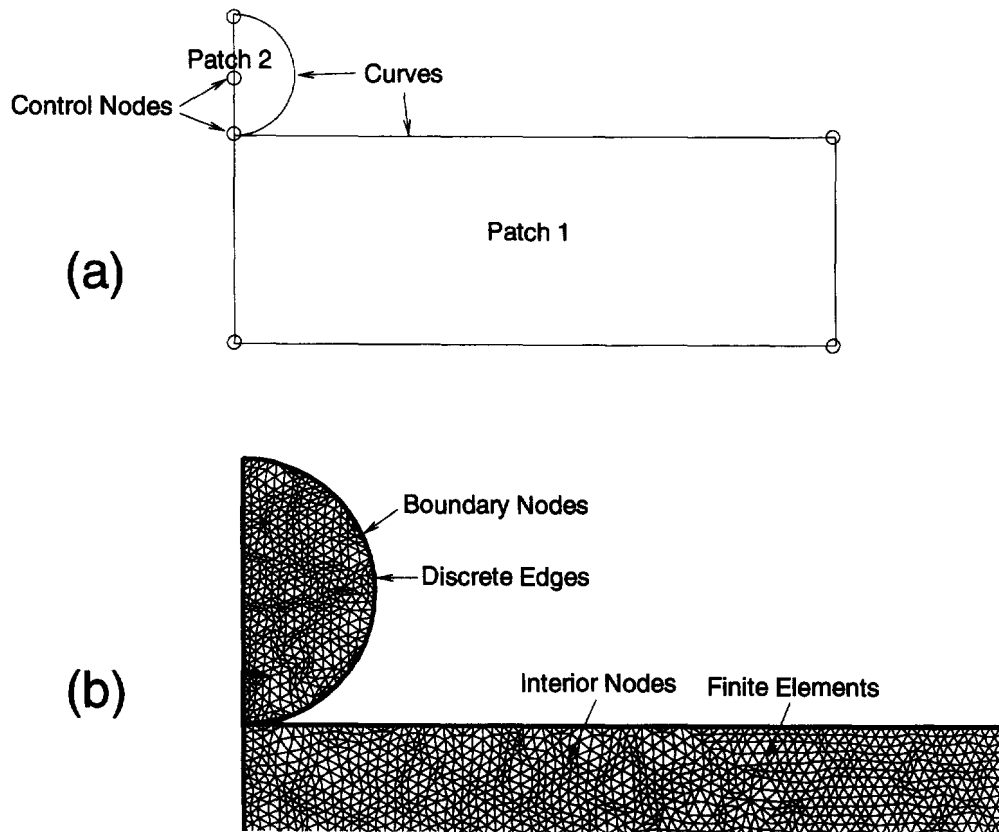 Patch 2
Curves
Control Nodes
Patch 1
(a)
Boundary Nodes
Discrete Edges
(b)
Interior Nodes
Finite Elements